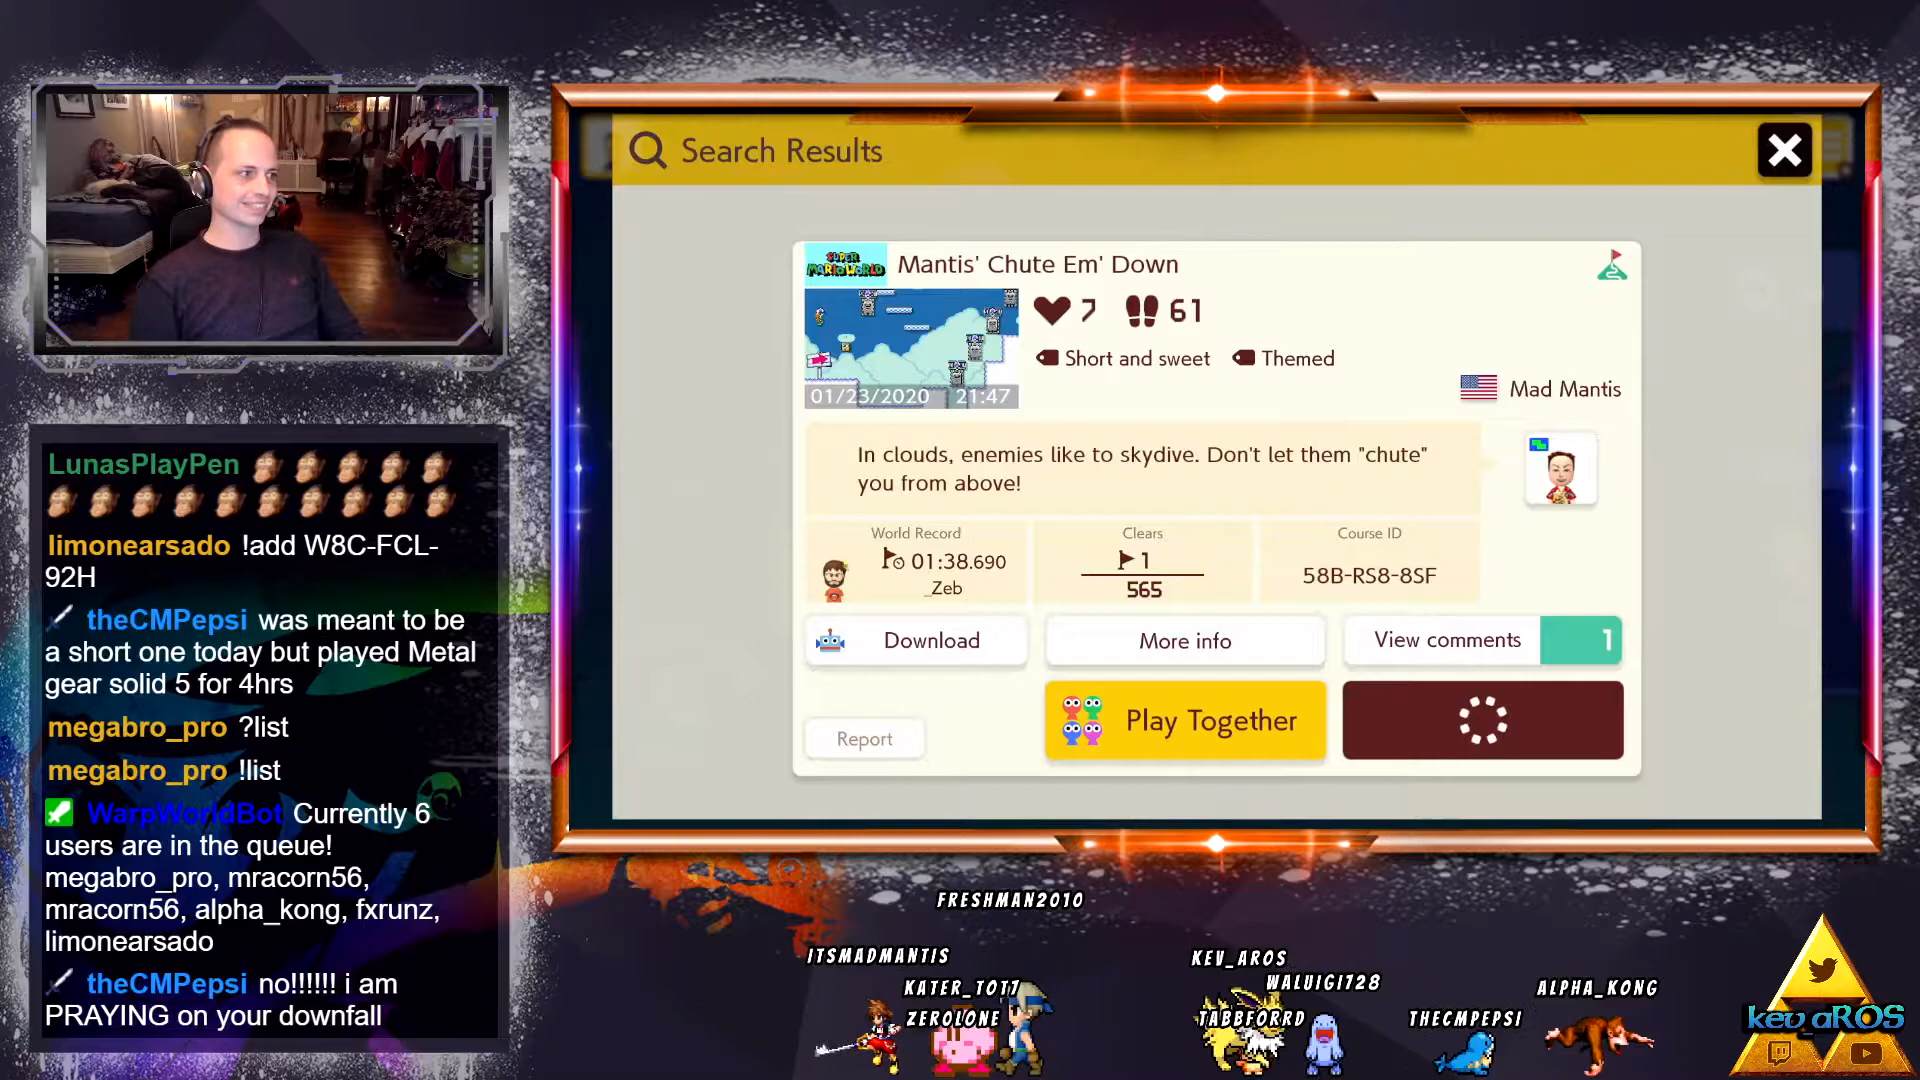 Search Results
SUPER
MARIO WORLD
Mantis' Chute Em' Down
7 61
Short and sweet Themed
01/23/2020 21:47
Mad Mantis
In clouds, enemies like to skydive. Don't let them "chute"
you from above!
World Record
01:38.690
_Zeb
Clears
1
565
Course ID
58B-RS8-8SF
Download
More info
View comments 1
Report
Play Together
LunasPlayPen
limonearsado !add W8C-FCL-
92H
theCMPepsi was meant to be
a short one today but played Metal
gear solid 5 for 4hrs
megabro_pro ?list
megabro_pro !list
WarpWorldBot Currently 6
users are in the queue!
megabro_pro, mracorn56,
mracorn56, alpha_kong, fxrunz,
limonearsado
theCMPepsi no!!!!!! i am
PRAYING on your downfall
FRESHMAN2010
ITSMADMANTIS
KATER_TOT7
ZEROLONE
KEV_AROS
WALUIGI728
TABBFORRD
THECMPEPSI
ALPHA_KONG
kev aROS